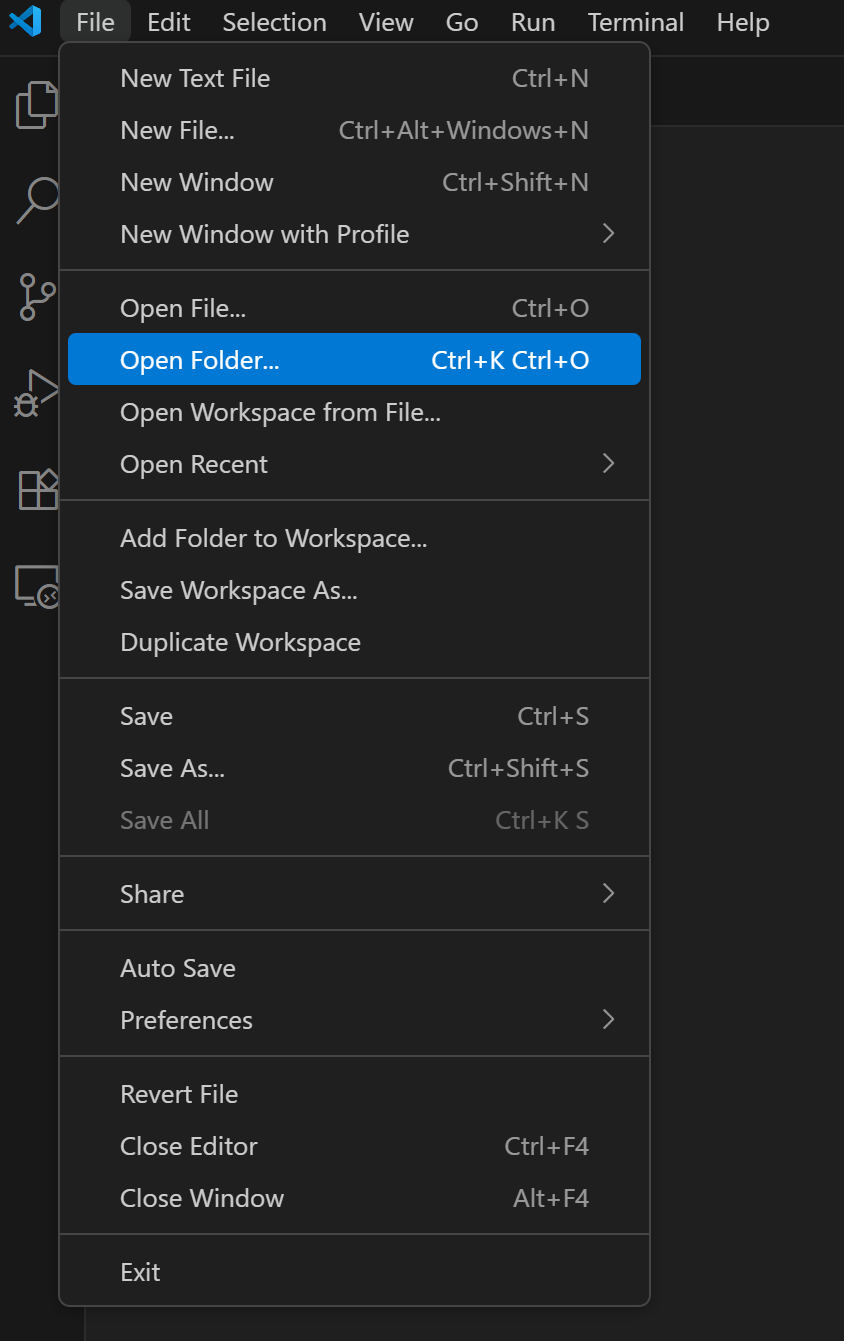 File Edit Selection View Go Run Terminal Help
New Text File Ctrl+N
New File... Ctrl+Alt+Windows+N
New Window Ctrl+Shift+N
New Window with Profile
Open File... Ctrl+O
Open Folder... Ctrl+K Ctrl+O
Open Workspace from File...
Open Recent
Add Folder to Workspace...
Save Workspace As...
Duplicate Workspace
Save Ctrl+S
Save As... Ctrl+Shift+S
Save All Ctrl+K S
Share
Auto Save
Preferences
Revert File
Close Editor Ctrl+F4
Close Window Alt+F4
Exit